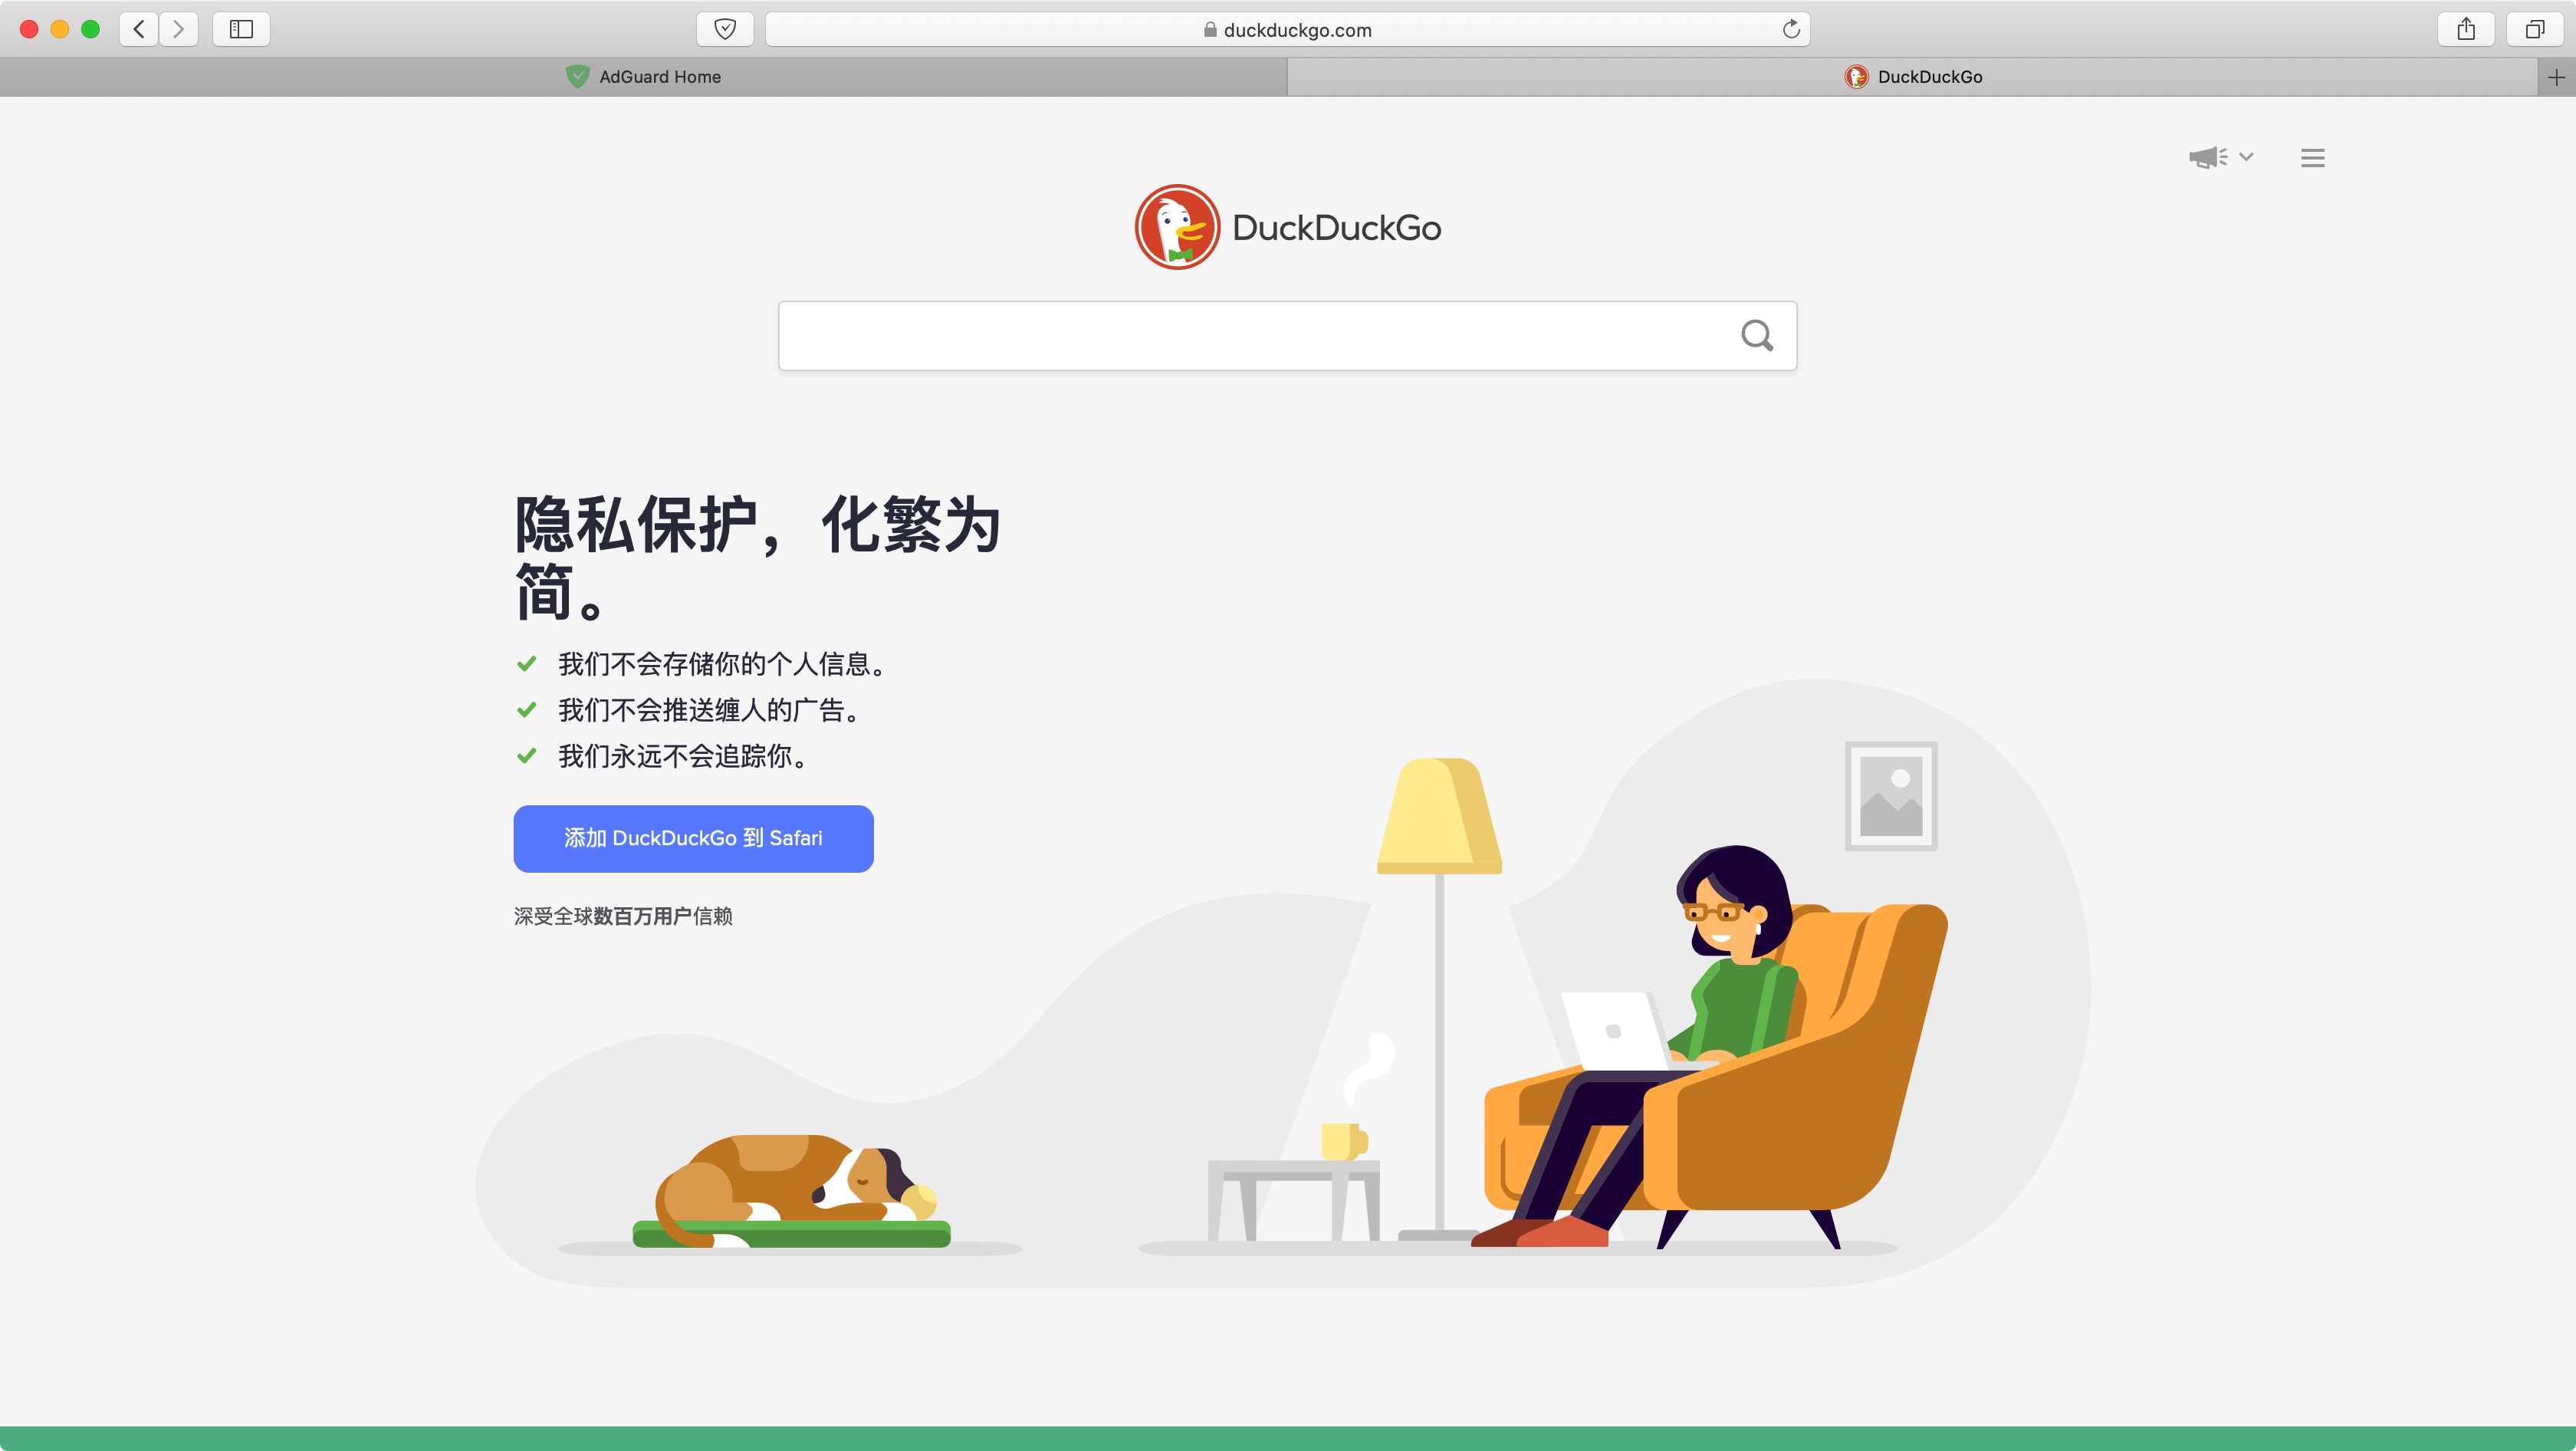 duckduckgo.com
AdGuard Home
DuckDuckGo
DuckDuckGo
隐私保护，化繁为
简。
我们不会存储你的个人信息。
我们不会推送缠人的广告。
我们永远不会追踪你。
添加 DuckDuckGo 到 Safari
深受全球数百万用户信赖